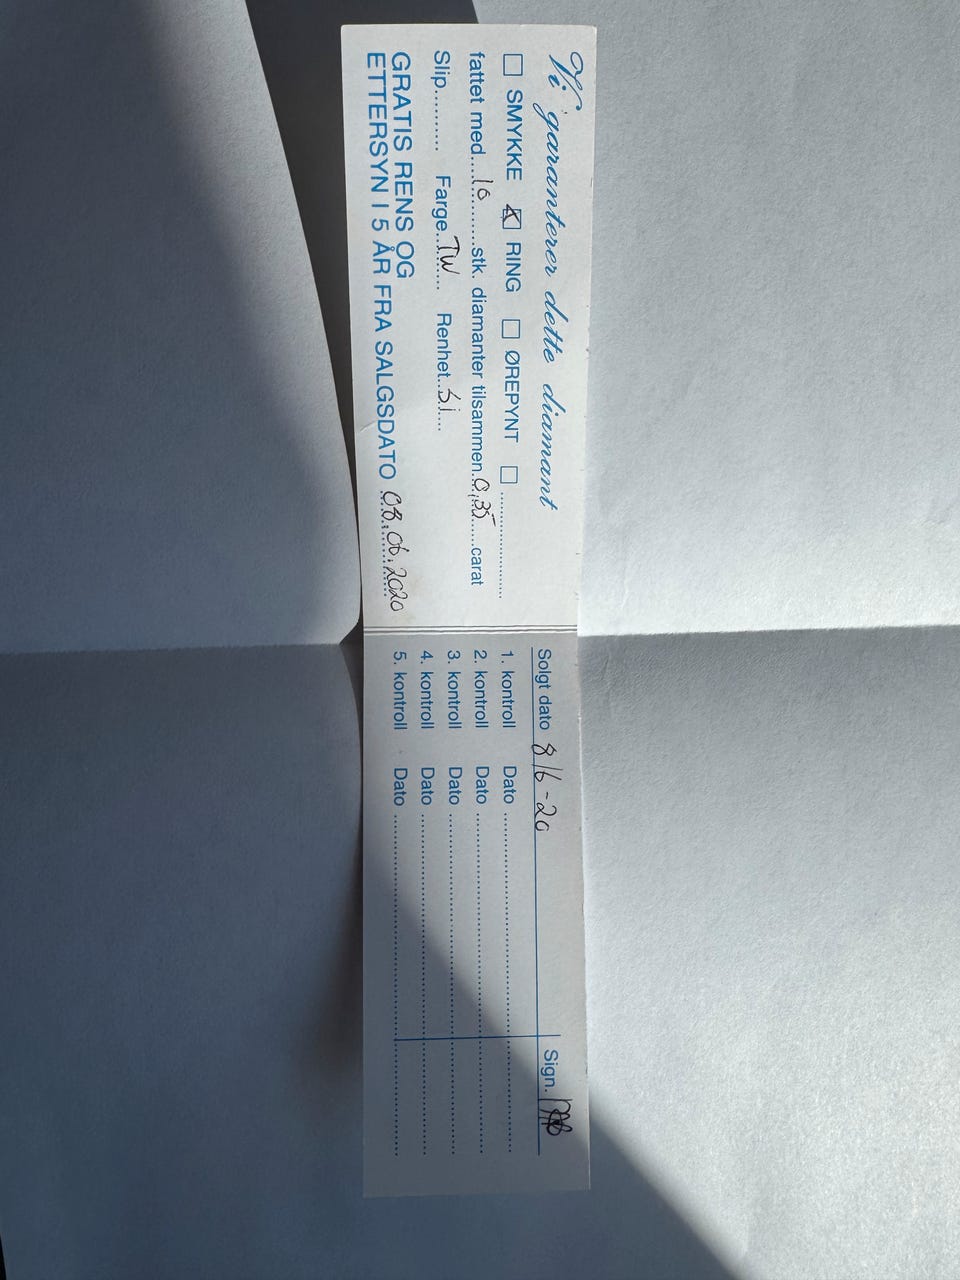 Vi garanterer dette diamant
☐ SMYKKE ☒ RING ☐ ØREPYNT ☐ ....................
fattet med....10..........stk. diamanter tilsammen.0,35.......carat
Slip.......... Farge..TW...... Renhet..Si....
GRATIS RENS OG
ETTERSYN I 5 ÅR FRA SALGSDATO 08.06.2020
Solgt dato 8/6-20 Sign.
1. kontroll Dato ....................
2. kontroll Dato ....................
3. kontroll Dato ....................
4. kontroll Dato ....................
5. kontroll Dato ....................